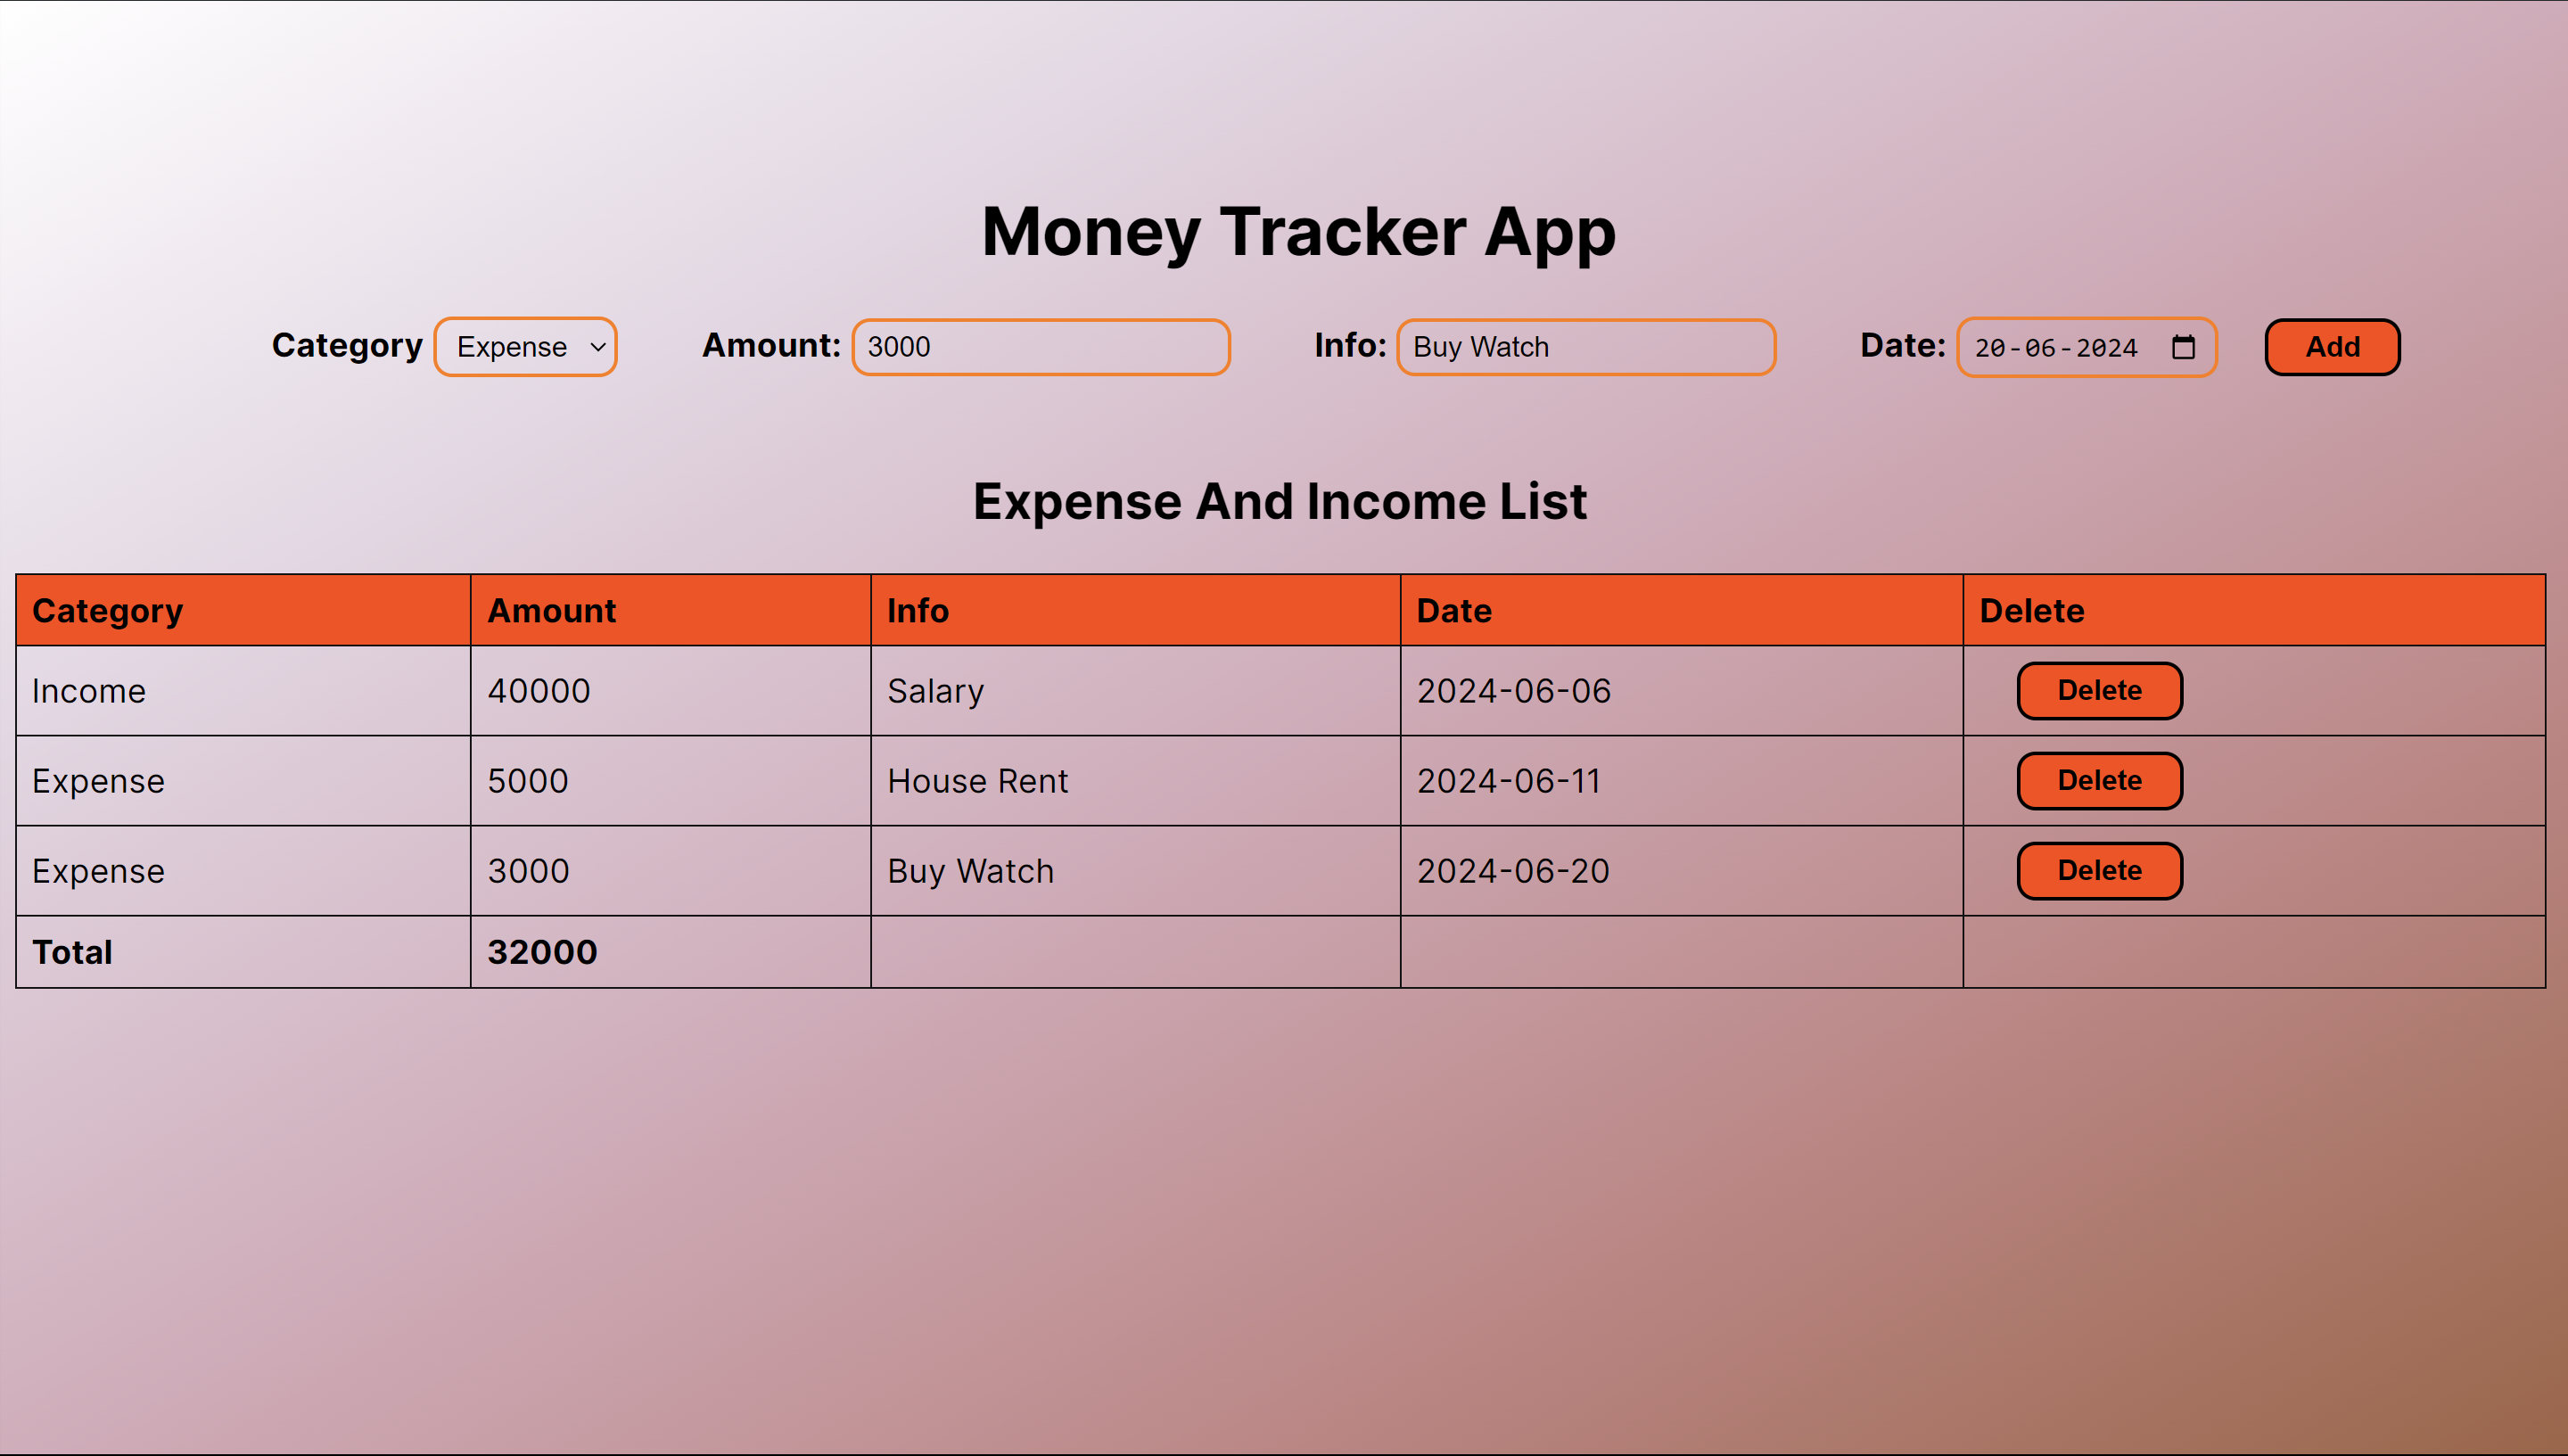 Money Tracker App
Category Expense Amount: 3000 Info: Buy Watch Date: 20-06-2024 Add
Expense And Income List
Category Amount Info Date Delete
Income 40000 Salary 2024-06-06 Delete
Expense 5000 House Rent 2024-06-11 Delete
Expense 3000 Buy Watch 2024-06-20 Delete
Total 32000